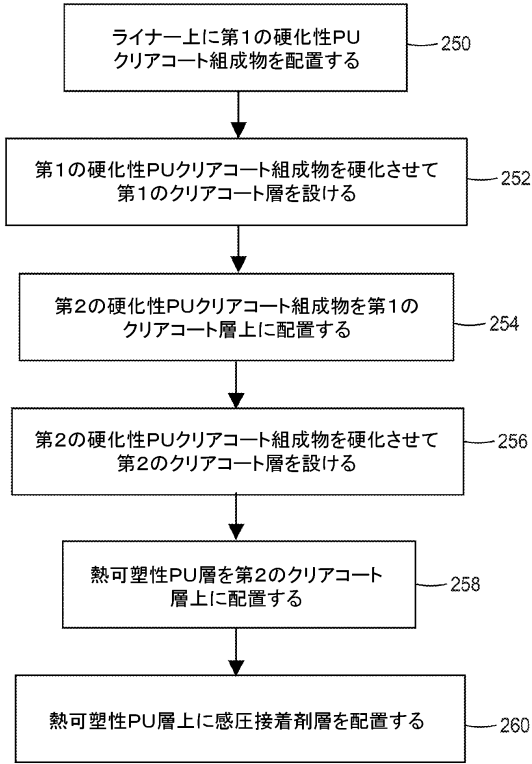 ライナー上に第１の硬化性ＰＵ
クリアコート組成物を配置する
250
第１の硬化性ＰＵクリアコート組成物を硬化させて
第１のクリアコート層を設ける
252
第２の硬化性ＰＵクリアコート組成物を第１の
クリアコート層上に配置する
254
第２の硬化性ＰＵクリアコート組成物を硬化させて
第２のクリアコート層を設ける
256
熱可塑性ＰＵ層を第２のクリアコート
層上に配置する
258
熱可塑性ＰＵ層上に感圧接着剤層を配置する
260